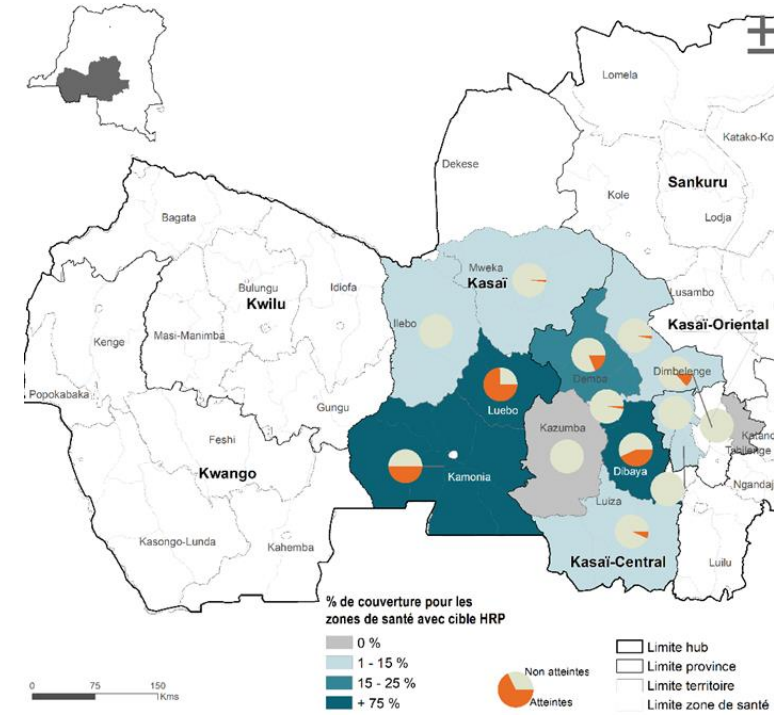 Lomela
Katako-Ko
Dekese
Kole
Sankuru
Lodja
Bagata
Mweka
Kasaï
Lusambo
Bulungu
Idiofa
Kwilu
Ilebo
Kasaï-Oriental
Kenge
Masi-Manimba
Demba
Dimbelenge
Popokabaka
Gungu
Luebo
Kazumba
Katand
Tshilenge
Feshi
Kwango
Kamonia
Dibaya
Ngandaj
Luiza
Kasongo-Lunda
Kahemba
Kasaï-Central
Luilu
% de couverture pour les
zones de santé avec cible HRP
0 %
1 - 15 %
15 - 25 %
+ 75 %
Non atteintes
Atteintes
Limite hub
Limite province
Limite territoire
Limite zone de santé
0 75 150
Kms